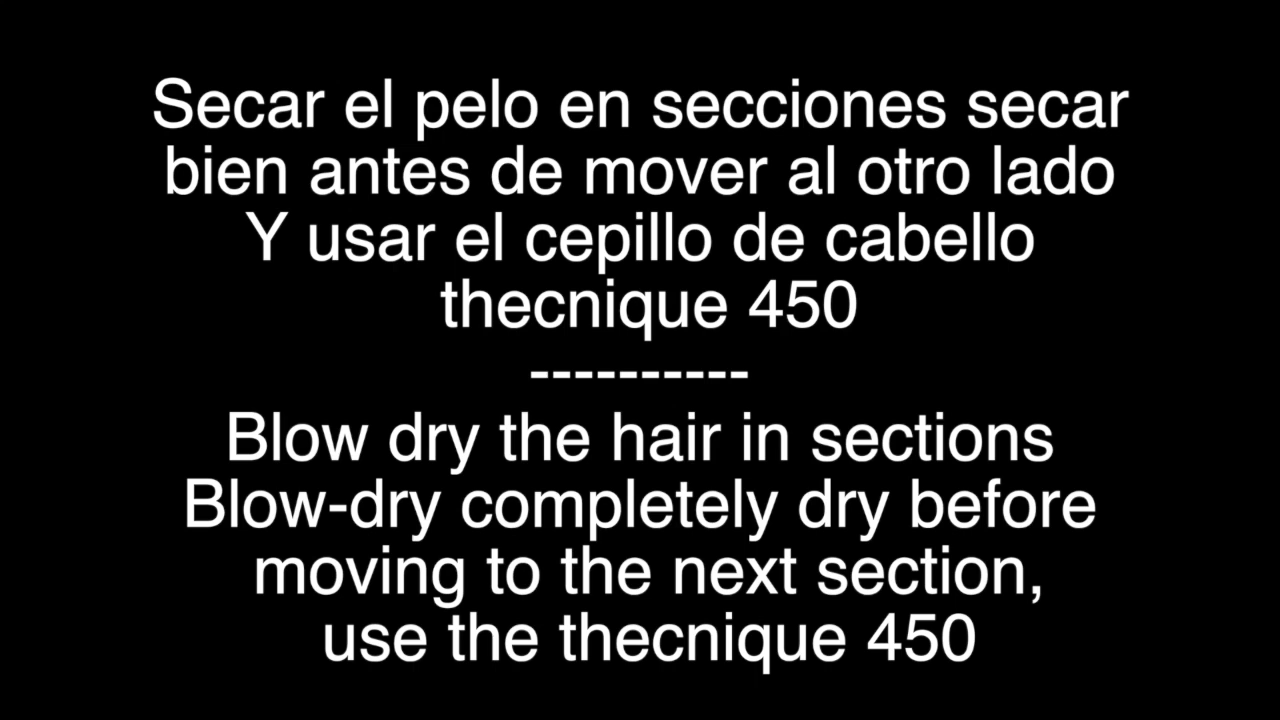 Secar el pelo en secciones secar
bien antes de mover al otro lado
Y usar el cepillo de cabello
thecnique 450
----------
Blow dry the hair in sections
Blow-dry completely dry before
moving to the next section,
use the thecnique 450